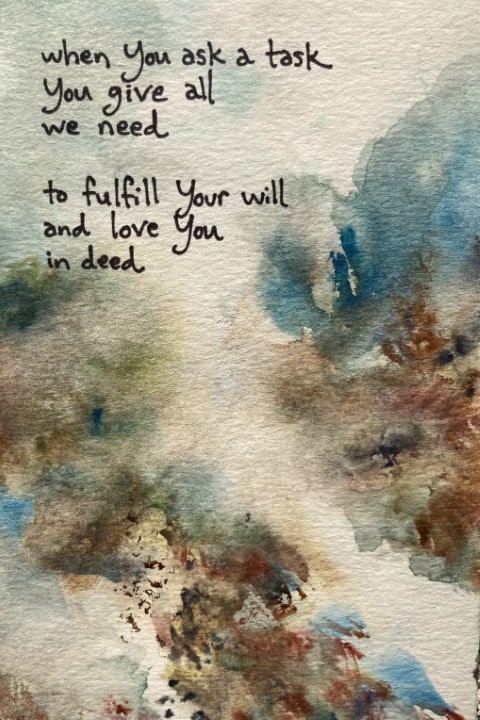 when You ask a task
You give all
we need
to fulfill Your will
and love You
in deed